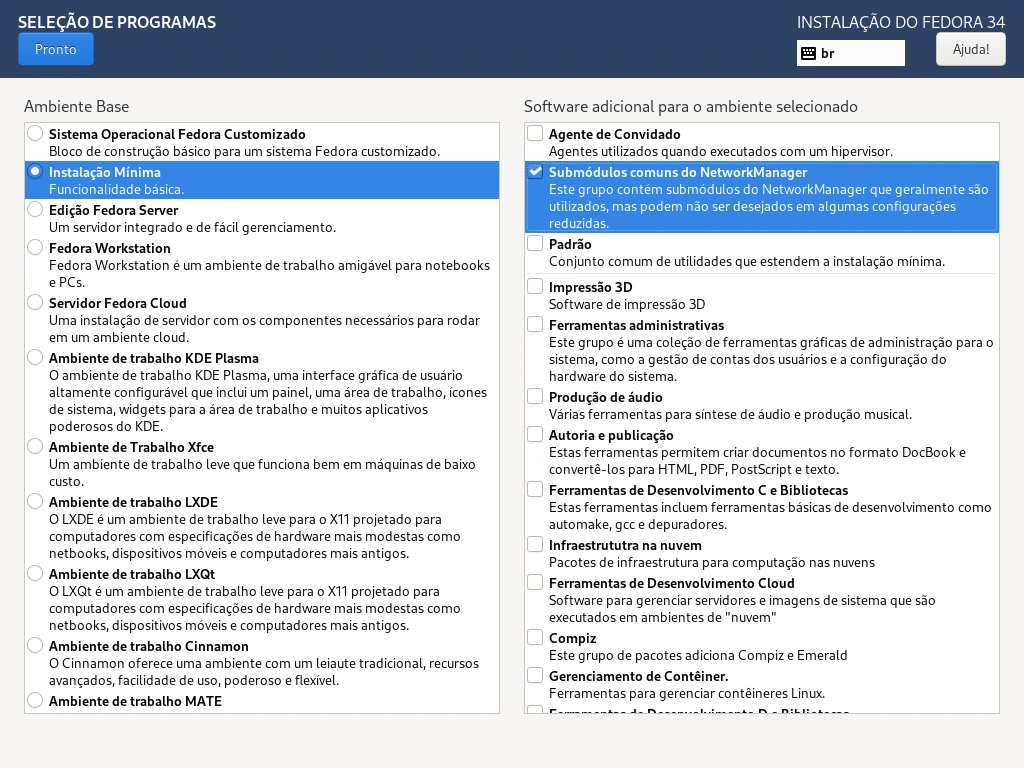 SELEÇÃO DE PROGRAMAS
INSTALAÇÃO DO FEDORA 34
Pronto
br
Ajuda!
Ambiente Base
Sistema Operacional Fedora Customizado
Bloco de construção básico para um sistema Fedora customizado.
Instalação Mínima
Funcionalidade básica.
Edição Fedora Server
Um servidor integrado e de fácil gerenciamento.
Fedora Workstation
Fedora Workstation é um ambiente de trabalho amigável para notebooks
e PCs.
Servidor Fedora Cloud
Uma instalação de servidor com os componentes necessários para rodar
em um ambiente cloud.
Ambiente de trabalho KDE Plasma
O ambiente de trabalho KDE Plasma, uma interface gráfica de usuário
altamente configurável que inclui um painel, uma área de trabalho, ícones
de sistema, widgets para a área de trabalho e muitos aplicativos
poderosos do KDE.
Ambiente de Trabalho Xfce
Um ambiente de trabalho leve que funciona bem em máquinas de baixo
custo.
Ambiente de trabalho LXDE
O LXDE é um ambiente de trabalho leve para o X11 projetado para
computadores com especificações de hardware mais modestas como
netbooks, dispositivos móveis e computadores mais antigos.
Ambiente de trabalho LXQt
O LXQt é um ambiente de trabalho leve para o X11 projetado para
computadores com especificações de hardware mais modestas como
netbooks, dispositivos móveis e computadores mais antigos.
Ambiente de trabalho Cinnamon
O Cinnamon oferece uma ambiente com um leiaute tradicional, recursos
avançados, facilidade de uso, poderoso e flexível.
Ambiente de trabalho MATE
Software adicional para o ambiente selecionado
Agente de Convidado
Agentes utilizados quando executados com um hipervisor.
Submódulos comuns do NetworkManager
Este grupo contém submódulos do NetworkManager que geralmente são
utilizados, mas podem não ser desejados em algumas configurações
reduzidas.
Padrão
Conjunto comum de utilidades que estendem a instalação mínima.
Impressão 3D
Software de impressão 3D
Ferramentas administrativas
Este grupo é uma coleção de ferramentas gráficas de administração para o
sistema, como a gestão de contas dos usuários e a configuração do
hardware do sistema.
Produção de áudio
Várias ferramentas para síntese de áudio e produção musical.
Autoria e publicação
Estas ferramentas permitem criar documentos no formato DocBook e
convertê-los para HTML, PDF, PostScript e texto.
Ferramentas de Desenvolvimento C e Bibliotecas
Estas ferramentas incluem ferramentas básicas de desenvolvimento como
automake, gcc e depuradores.
Infraestrututra na nuvem
Pacotes de infraestrutura para computação nas nuvens
Ferramentas de Desenvolvimento Cloud
Software para gerenciar servidores e imagens de sistema que são
executados em ambientes de "nuvem"
Compiz
Este grupo de pacotes adiciona Compiz e Emerald
Gerenciamento de Contêiner.
Ferramentas para gerenciar contêineres Linux.
Ferramentas de Desenvolvimento D e Bibliotecas